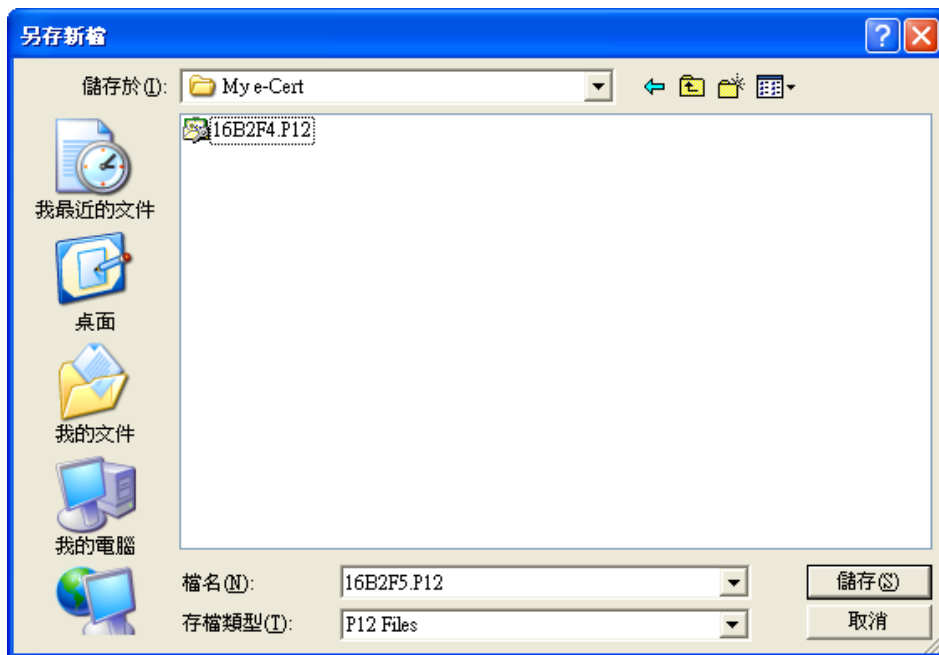 另存新檔
儲存於(I):
My e-Cert
16B2F4.P12
我最近的文件
桌面
我的文件
我的電腦
檔名(N):
16B2F5.P12
儲存(S)
存檔類型(T):
P12 Files
取消